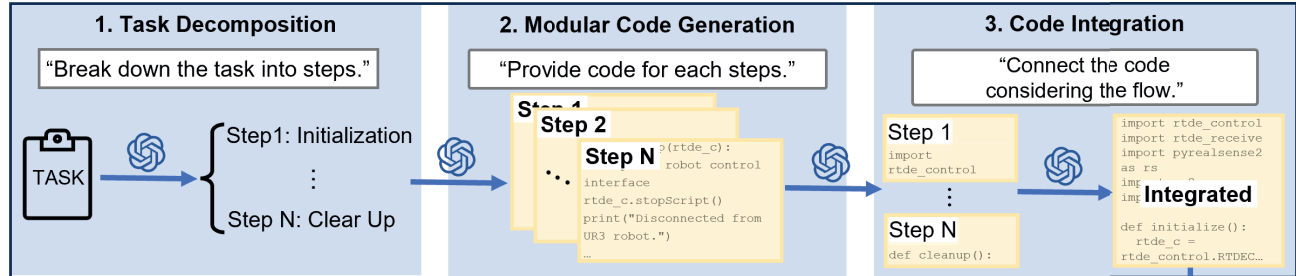 1. Task Decomposition
“Break down the task into steps.”
TASK
Step1: Initialization
⋮
Step N: Clear Up
2. Modular Code Generation
“Provide code for each steps.”
Step 1
Step 2
Step N
(rtde_c):
robot control
interface
rtde_c.stopScript()
print("Disconnected from
UR3 robot.")
…
3. Code Integration
“Connect the code
considering the flow.”
Step 1
import
rtde_control
⋮
Step N
def cleanup():
import rtde_control
import rtde_receive
import pyrealsense2
as rs
Integrated
def initialize():
rtde_c =
rtde_control.RTDEC…